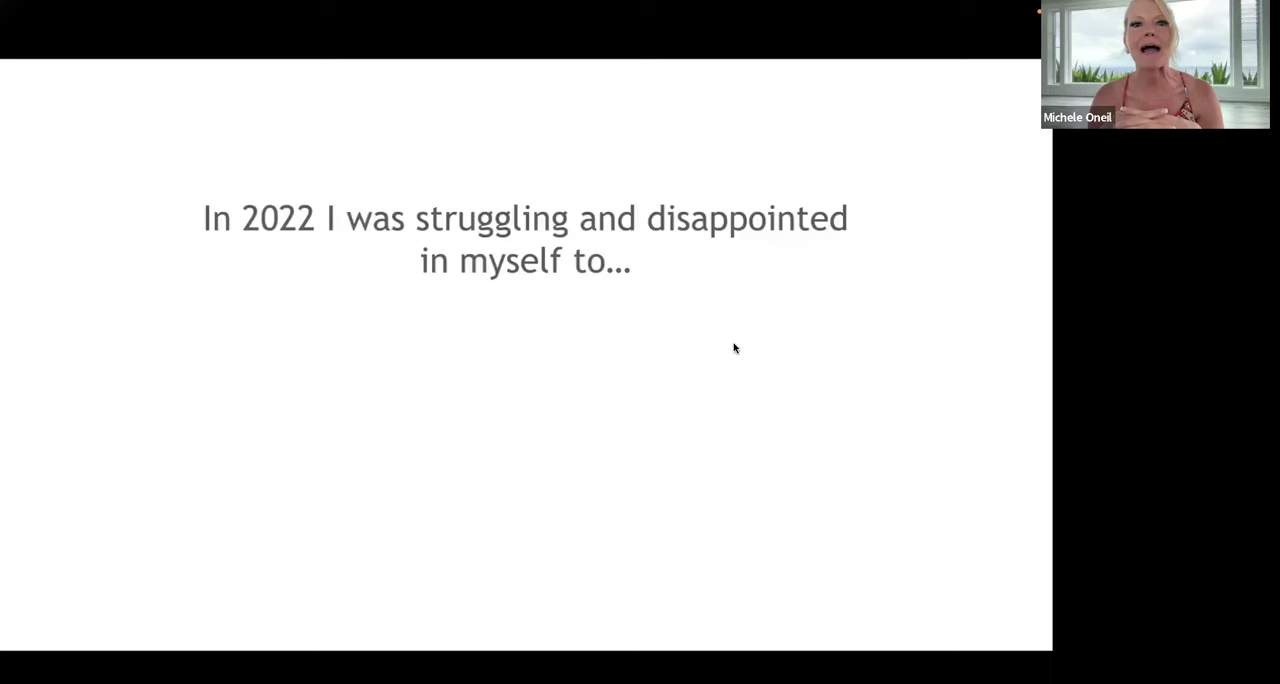 Michele Oneil
In 2022 I was struggling and disappointed
in myself to...